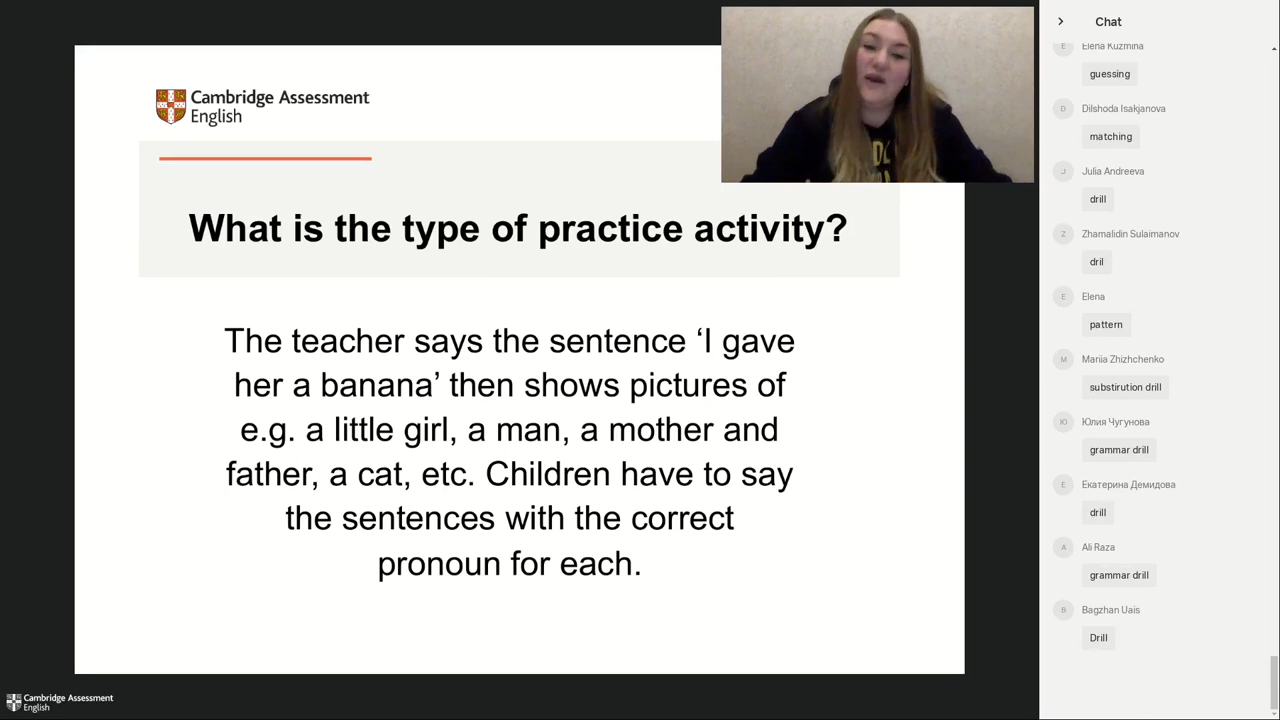 Cambridge Assessment
English
What is the type of practice activity?
The teacher says the sentence ‘I gave
her a banana’ then shows pictures of
e.g. a little girl, a man, a mother and
father, a cat, etc. Children have to say
the sentences with the correct
pronoun for each.
Cambridge Assessment
English
Chat
E
Elena Kuzmina
guessing
D
Dilshoda Isakjanova
matching
J
Julia Andreeva
drill
Z
Zhamalidin Sulaimanov
dril
E
Elena
pattern
M
Mariia Zhizhchenko
substirution drill
Ю
Юлия Чугунова
grammar drill
Е
Екатерина Демидова
drill
A
Ali Raza
grammar drill
B
Bagzhan Uais
Drill